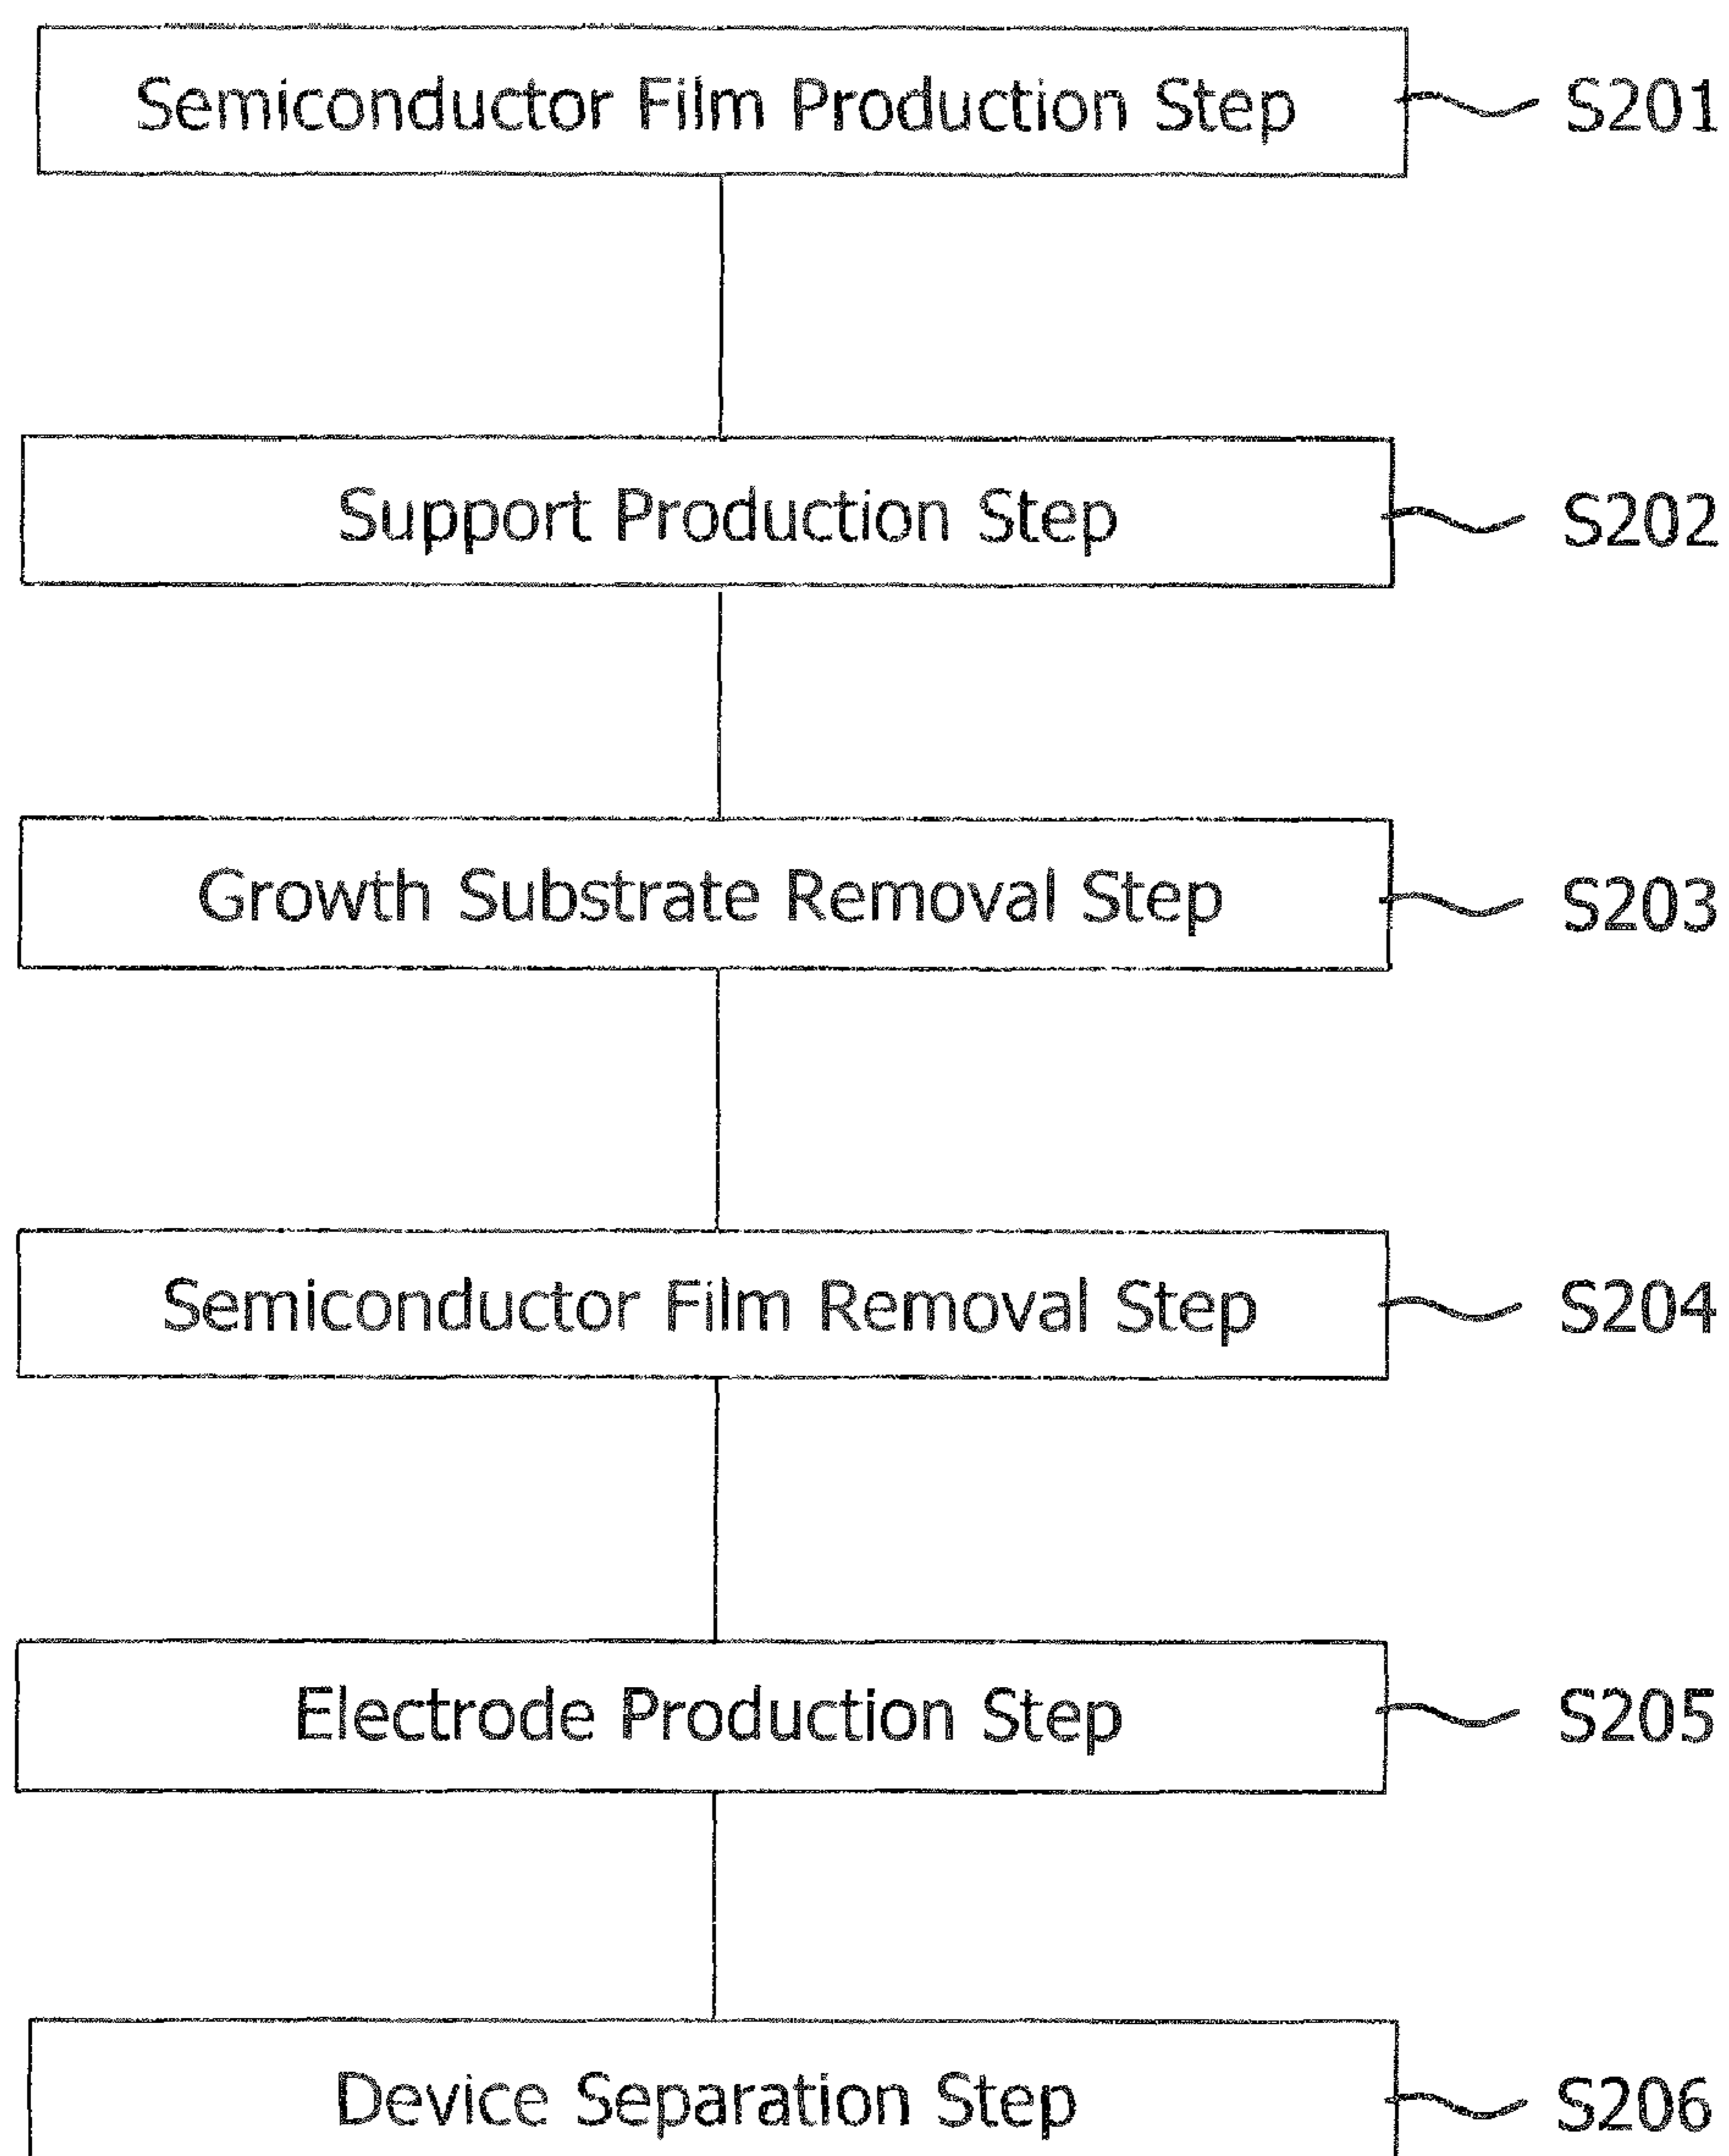 Semiconductor Film Production Step S201
Support Production Step S202
Growth Substrate Removal Step S203
Semiconductor Film Removal Step S204
Electrode Production Step S205
Device Separation Step S206